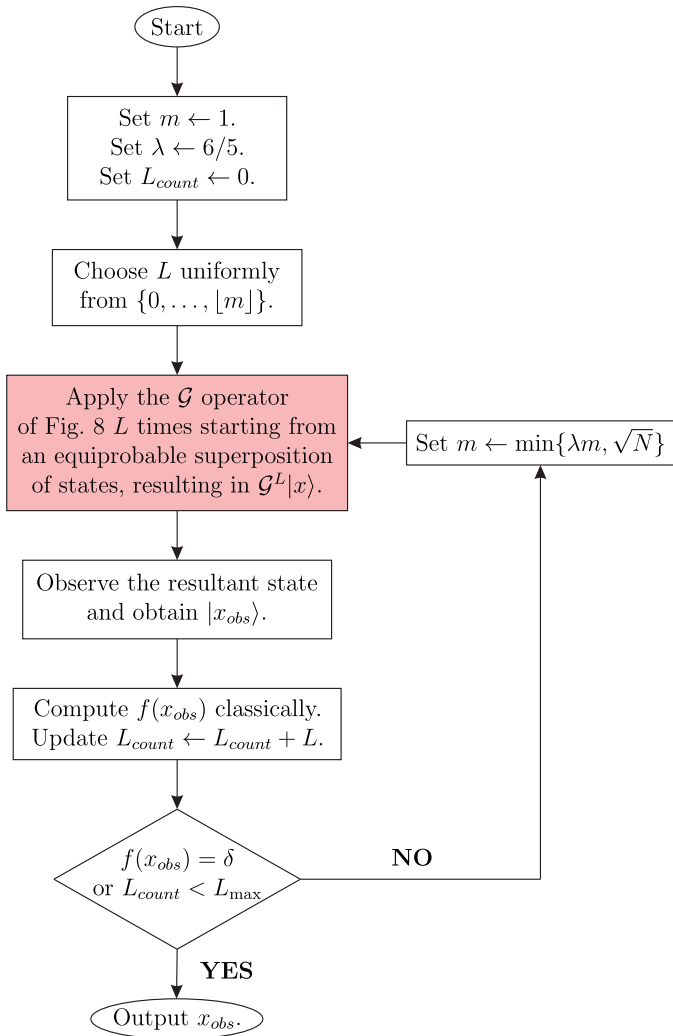 Start
Set m ← 1.
Set λ ← 6/5.
Set L_count ← 0.
Choose L uniformly
from {0, . . . , ⌊m⌋}.
Apply the 𝒢 operator
of Fig. 8 L times starting from
an equiprobable superposition
of states, resulting in 𝒢^L|x⟩.
Set m ← min{λm, √N}
Observe the resultant state
and obtain |x_obs⟩.
Compute f(x_obs) classically.
Update L_count ← L_count + L.
f(x_obs) = δ
or L_count < L_max
NO
YES
Output x_obs.